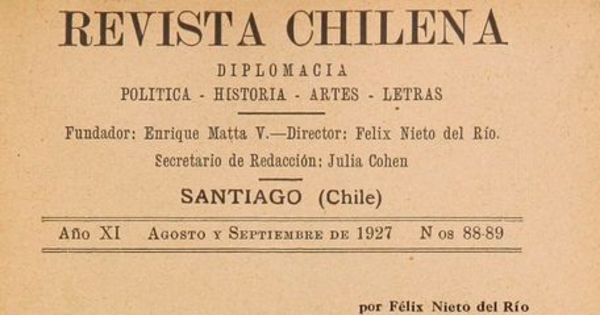 REVISTA CHILENA
DIPLOMACIA
POLITICA - HISTORIA - ARTES - LETRAS
Fundador: Enrique Matta V.—Director: Felix Nieto del Río.
Secretario de Redacción: Julia Cohen
SANTIAGO (Chile)
Año XI AGOSTO Y SEPTIEMBRE DE 1927 N os 88-89
por Félix Nieto del Río